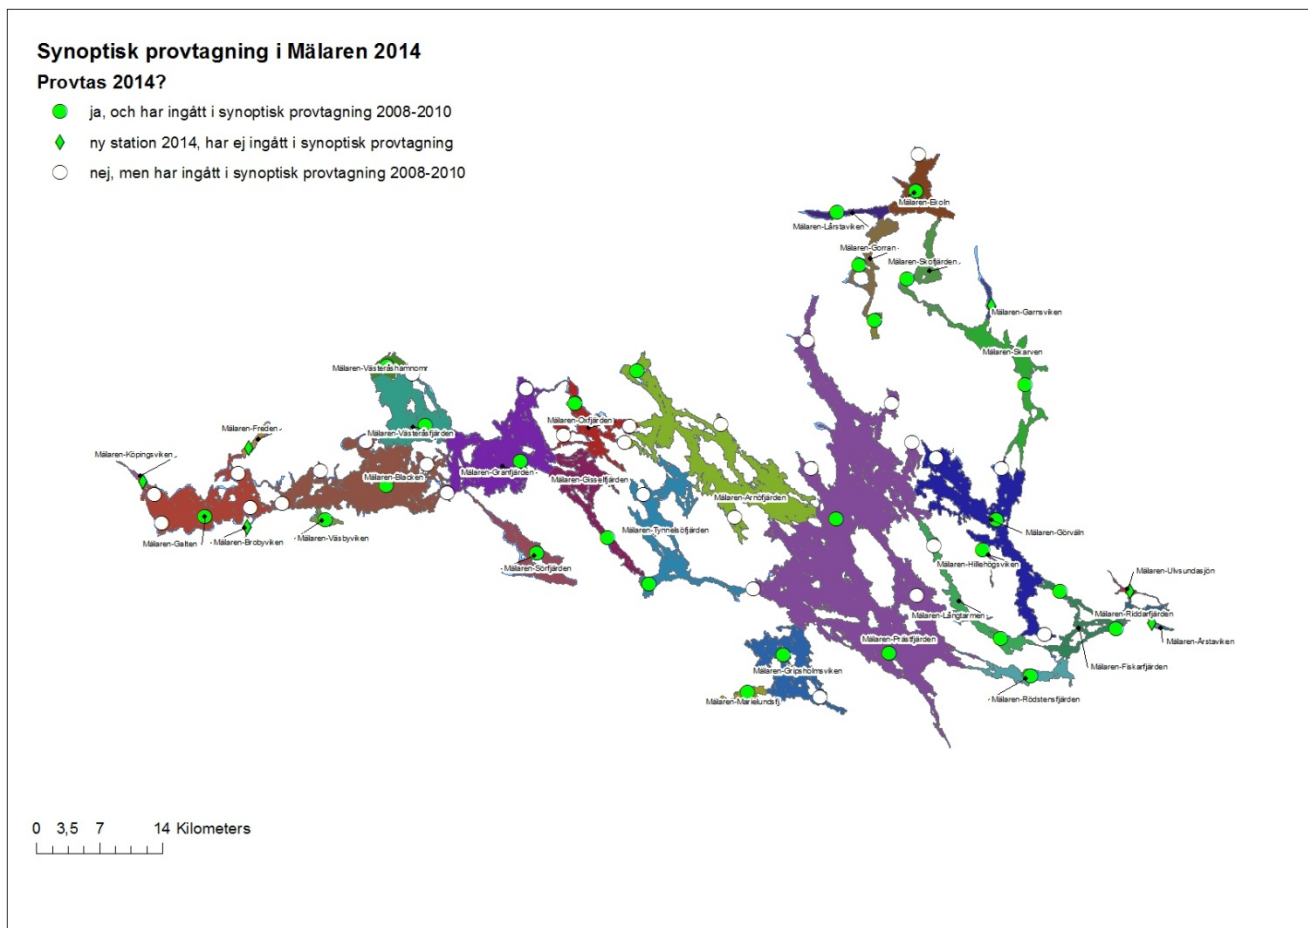 Synoptisk provtagning i Mälaren 2014
Provtas 2014?
ja, och har ingått i synoptisk provtagning 2008-2010
ny station 2014, har ej ingått i synoptisk provtagning
nej, men har ingått i synoptisk provtagning 2008-2010
Mälaren-Ekoln
Mälaren-Lårstaviken
Mälaren-Gorran
Mälaren-Skofjärden
Mälaren-Garnsviken
Mälaren-Skarven
Mälaren-Västeråshamnomr
Mälaren-Oxfjärden
Mälaren-Freden
Mälaren-Västeråsfjärden
Mälaren-Köpingsviken
Mälaren-Granfjärden
Mälaren-Blacken
Mälaren-Gisselfjärden
Mälaren-Arnöfjärden
Mälaren-Görväln
Mälaren-Väsbyviken
Mälaren-Tynnelsöfjärden
Mälaren-Galten
Mälaren-Brobyviken
Mälaren-Hillehögsviken
Mälaren-Sörfjärden
Mälaren-Ulvsundasjön
Mälaren-Långtarmen
Mälaren-Riddarfjärden
Mälaren-Prästfjärden
Mälaren-Årstaviken
Mälaren-Gripsholmsviken
Mälaren-Fiskarfjärden
Mälaren-Mariélundsfj.
Mälaren-Rödstensfjärden
0 3,5 7 14 Kilometers